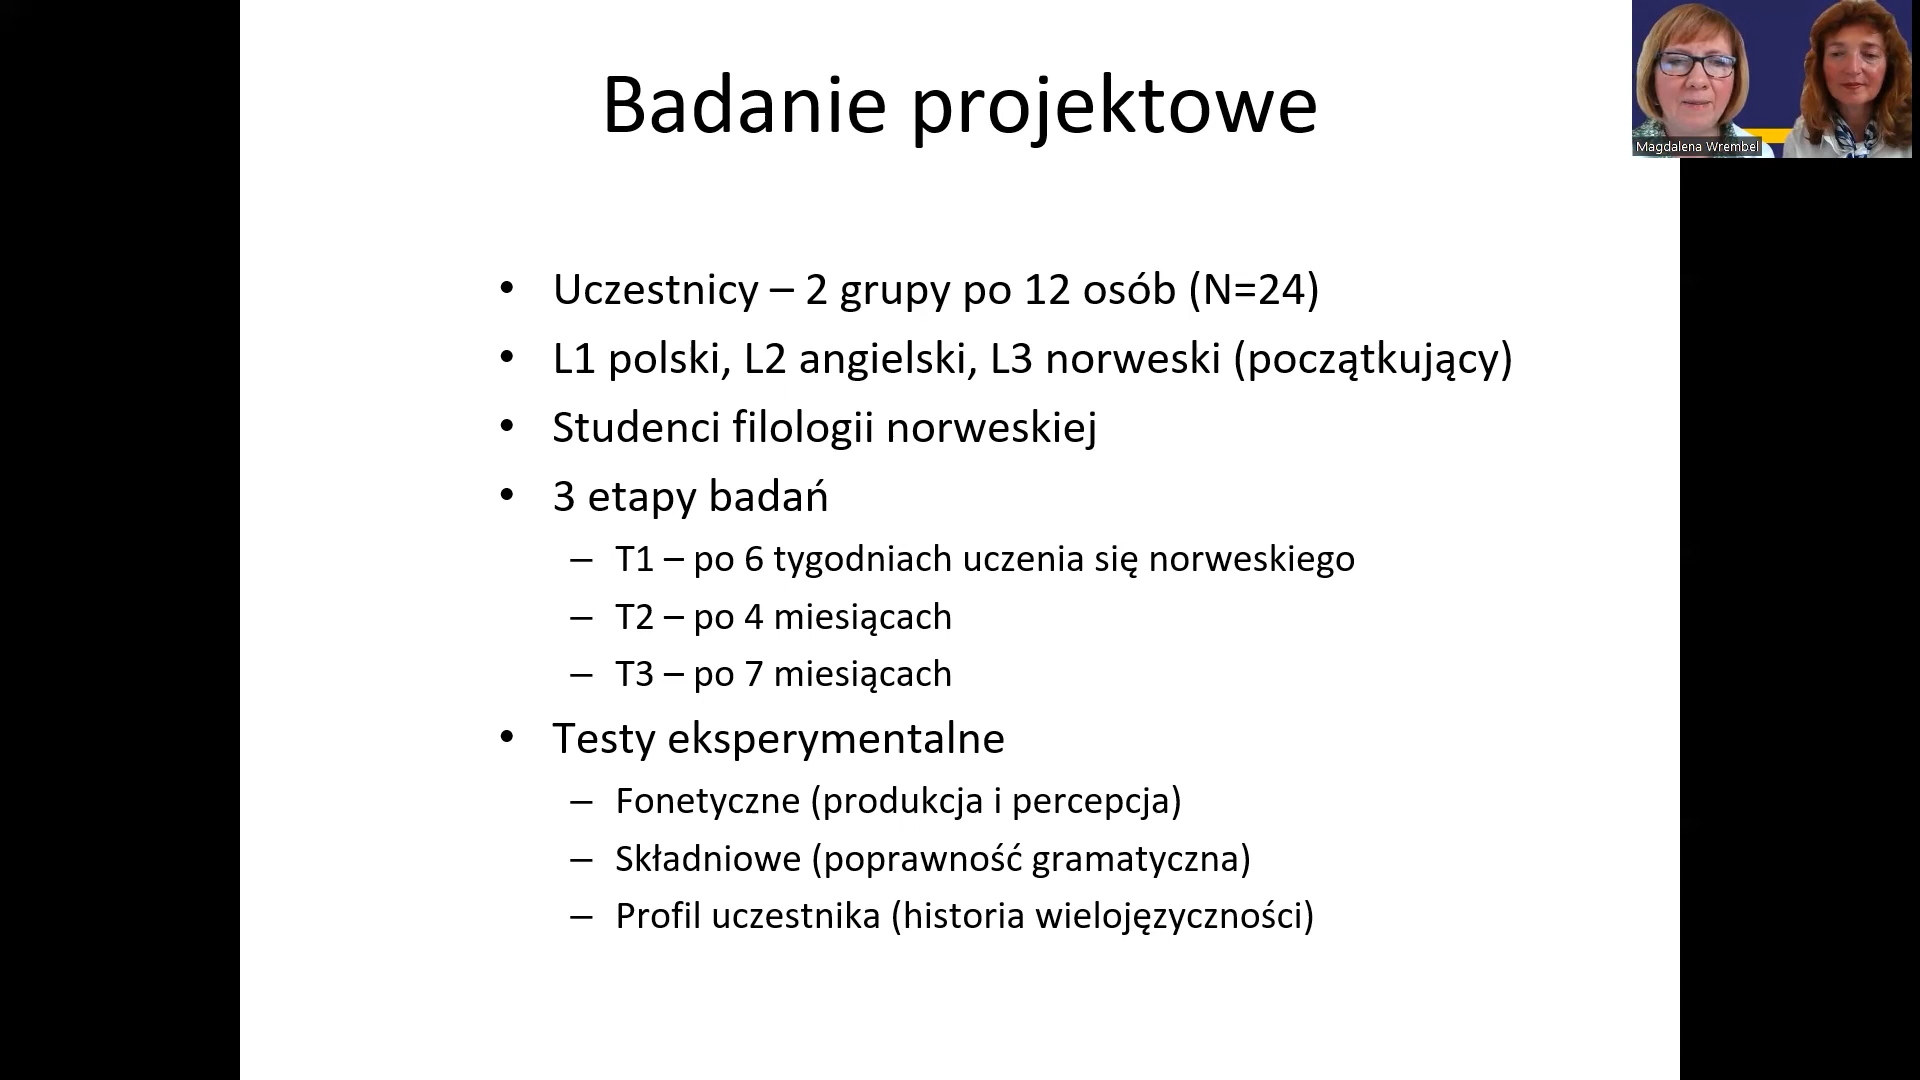 Badanie projektowe
Magdalena Wrembel
• Uczestnicy – 2 grupy po 12 osób (N=24)
• L1 polski, L2 angielski, L3 norweski (początkujący)
• Studenci filologii norweskiej
• 3 etapy badań
– T1 – po 6 tygodniach uczenia się norweskiego
– T2 – po 4 miesiącach
– T3 – po 7 miesiącach
• Testy eksperymentalne
– Fonetyczne (produkcja i percepcja)
– Składniowe (poprawność gramatyczna)
– Profil uczestnika (historia wielojęzyczności)